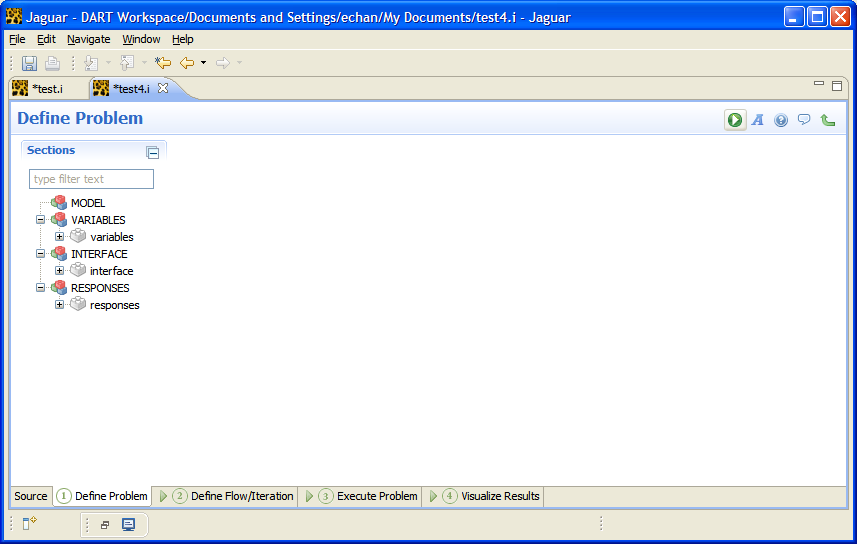 Jaguar - DART Workspace/Documents and Settings/echan/My Documents/test4.i - Jaguar
File Edit Navigate Window Help
*test.i *test4.i
Define Problem
Sections
type filter text
MODEL
VARIABLES
variables
INTERFACE
interface
RESPONSES
responses
Source 1 Define Problem 2 Define Flow/Iteration 3 Execute Problem 4 Visualize Results